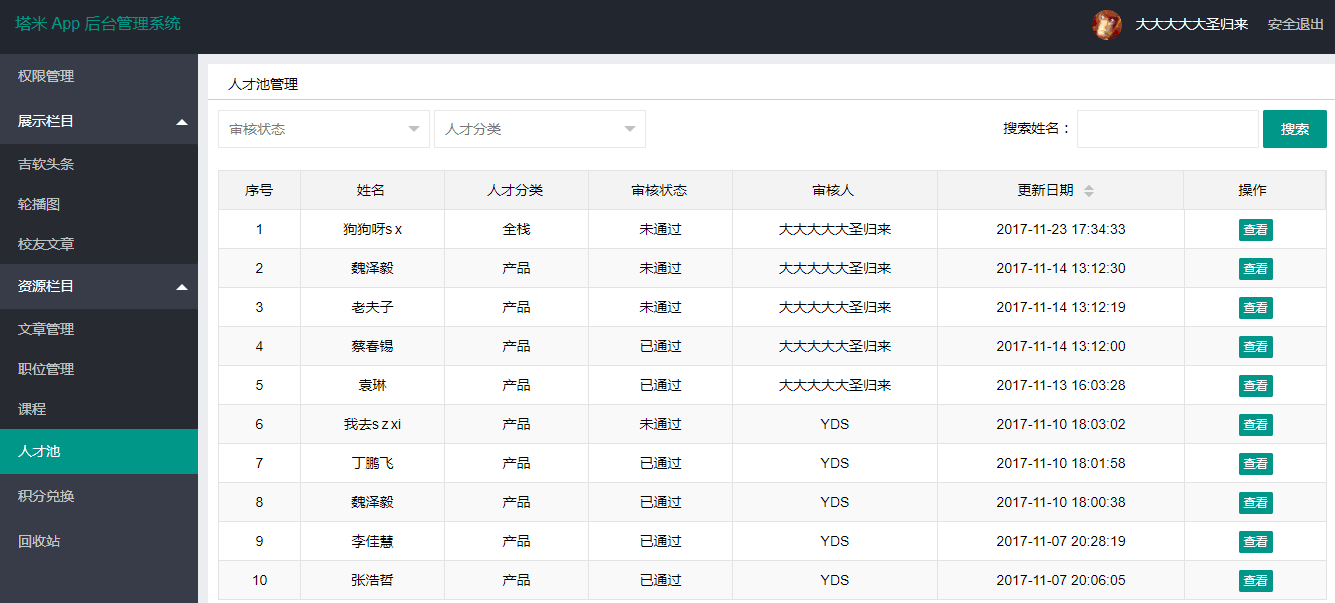 塔米 App 后台管理系统
大大大大大圣归来 安全退出
权限管理
展示栏目
吉软头条
轮播图
校友文章
资源栏目
文章管理
职位管理
课程
人才池
积分兑换
回收站
人才池管理
审核状态 人才分类 搜索姓名： 搜索
序号 姓名 人才分类 审核状态 审核人 更新日期 操作
1 狗狗呀s x 全栈 未通过 大大大大大圣归来 2017-11-23 17:34:33 查看
2 魏泽毅 产品 未通过 大大大大大圣归来 2017-11-14 13:12:30 查看
3 老夫子 产品 未通过 大大大大大圣归来 2017-11-14 13:12:19 查看
4 蔡春锡 产品 已通过 大大大大大圣归来 2017-11-14 13:12:00 查看
5 袁琳 产品 已通过 大大大大大圣归来 2017-11-13 16:03:28 查看
6 我去s z xi 产品 未通过 YDS 2017-11-10 18:03:02 查看
7 丁鹏飞 产品 已通过 YDS 2017-11-10 18:01:58 查看
8 魏泽毅 产品 已通过 YDS 2017-11-10 18:00:38 查看
9 李佳慧 产品 已通过 YDS 2017-11-07 20:28:19 查看
10 张浩哲 产品 已通过 YDS 2017-11-07 20:06:05 查看